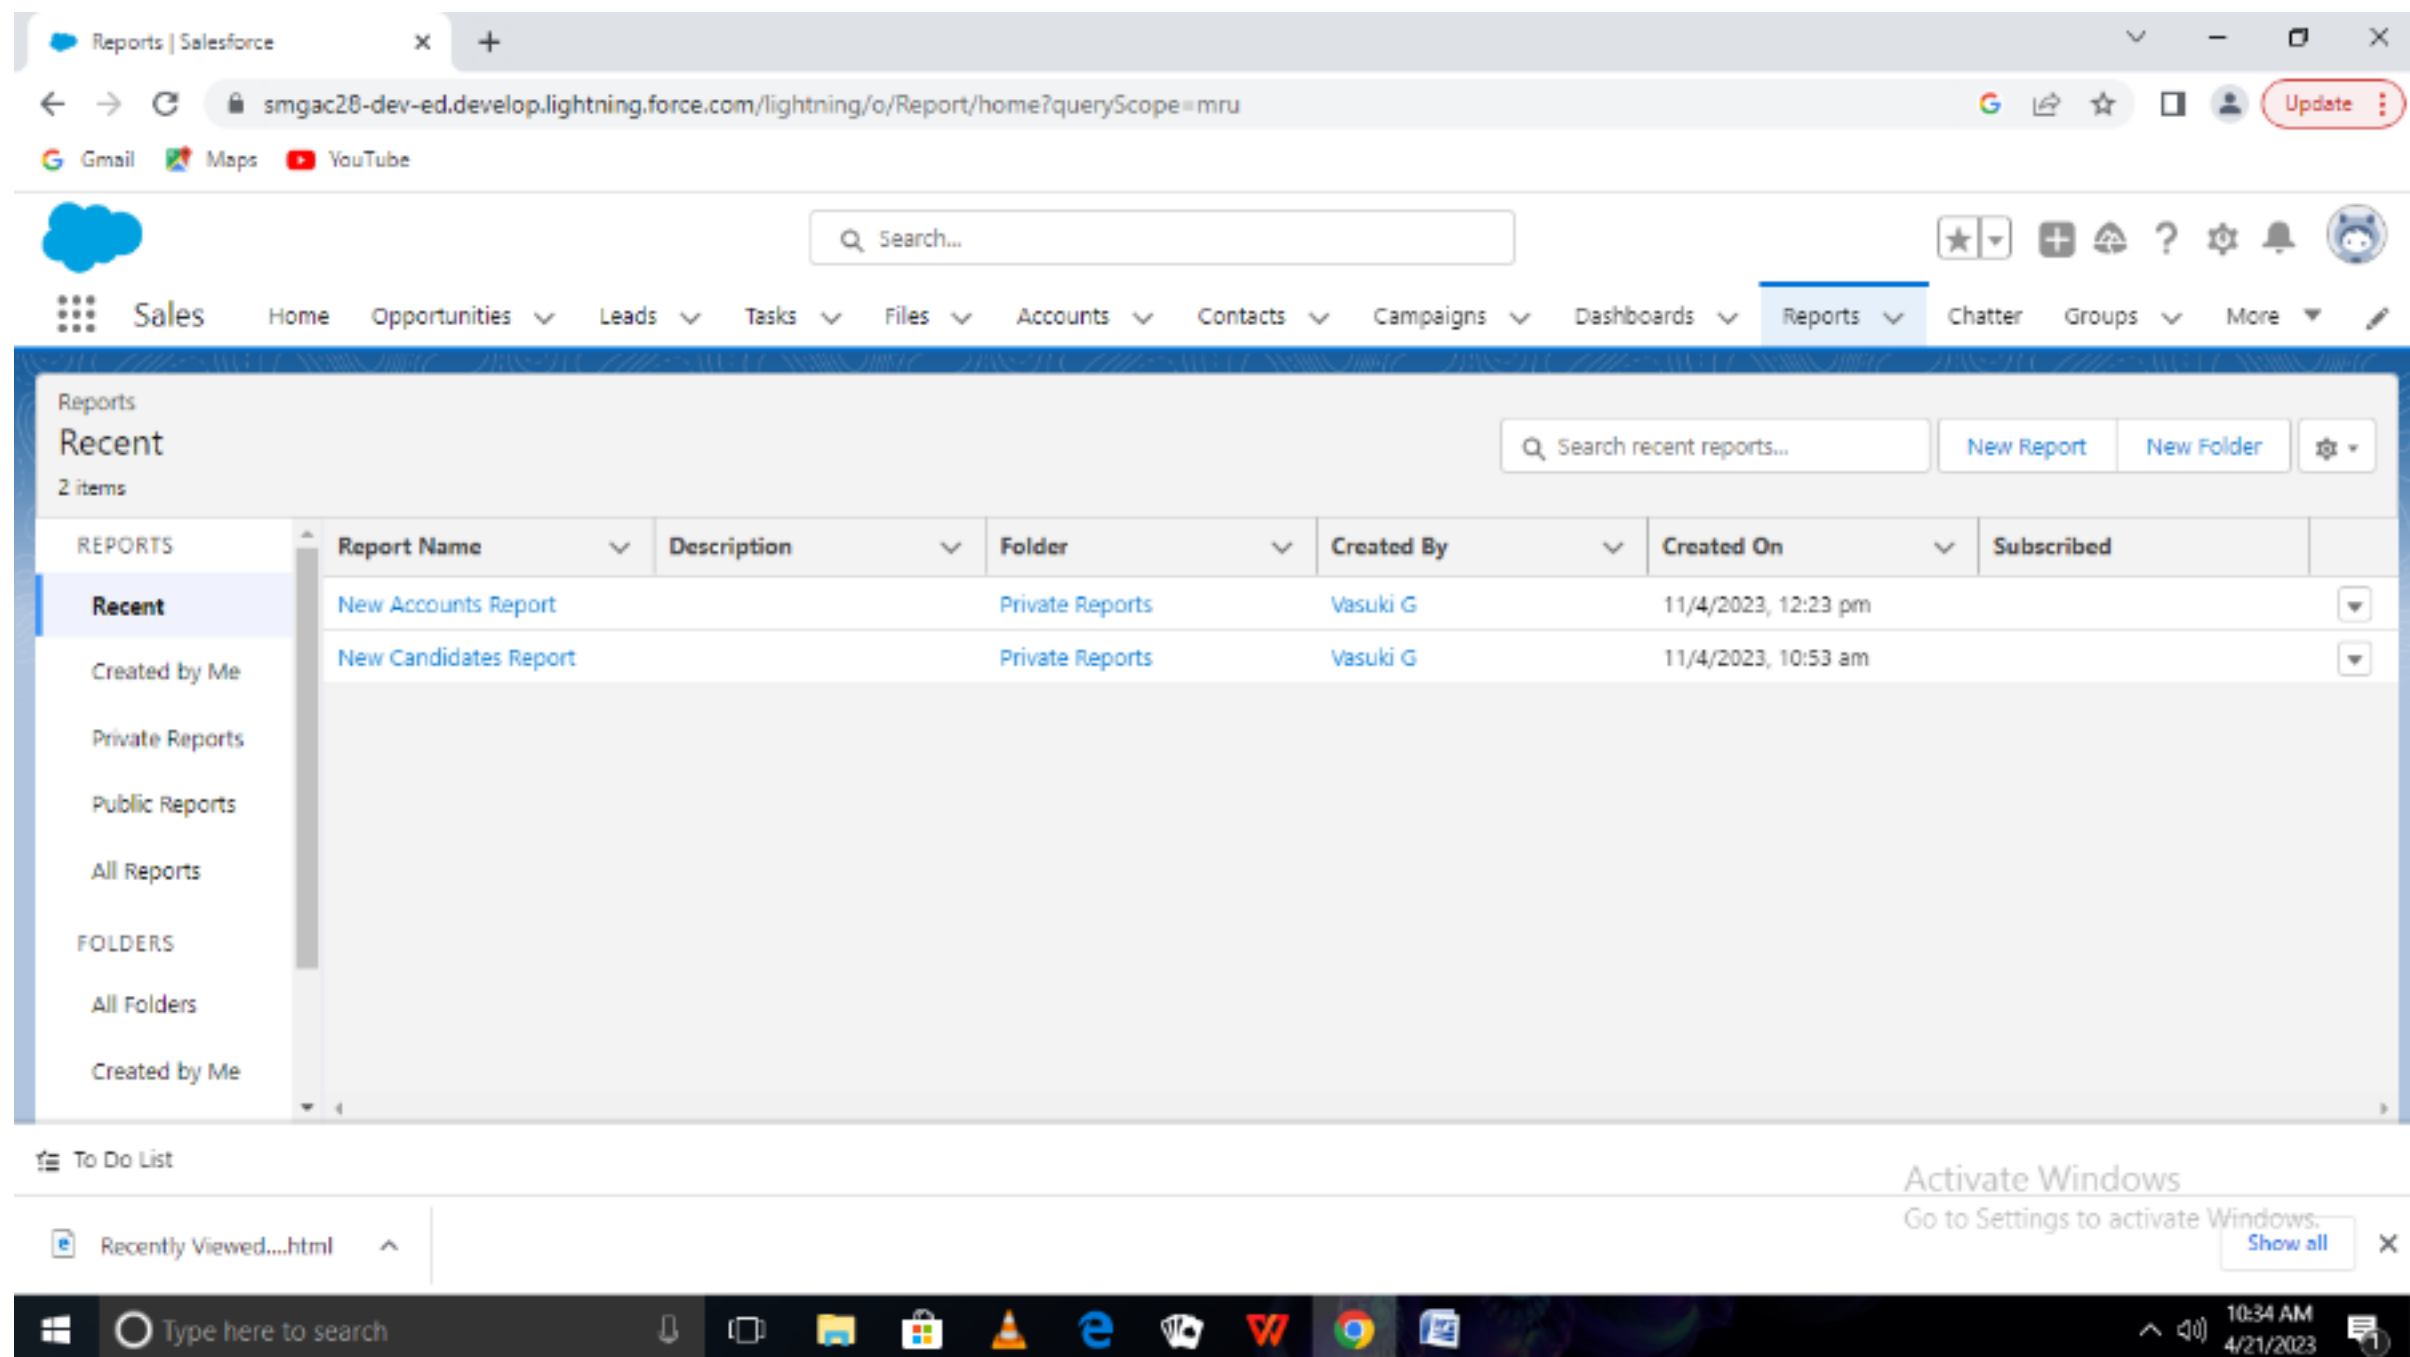 Reports | Salesforce
smgac28-dev-ed.develop.lightning.force.com/lightning/o/Report/home?queryScope=mru
Update
Gmail Maps YouTube
Search...
Sales Home Opportunities Leads Tasks Files Accounts Contacts Campaigns Dashboards Reports Chatter Groups More
Reports
Recent
2 items
Search recent reports...
New Report
New Folder
REPORTS
Recent
Created by Me
Private Reports
Public Reports
All Reports
FOLDERS
All Folders
Created by Me
Report Name Description Folder Created By Created On Subscribed
New Accounts Report Private Reports Vasuki G 11/4/2023, 12:23 pm
New Candidates Report Private Reports Vasuki G 11/4/2023, 10:53 am
To Do List
Activate Windows
Go to Settings to activate Windows.
Recently Viewed....html
Show all
Type here to search
10:34 AM
4/21/2023
1